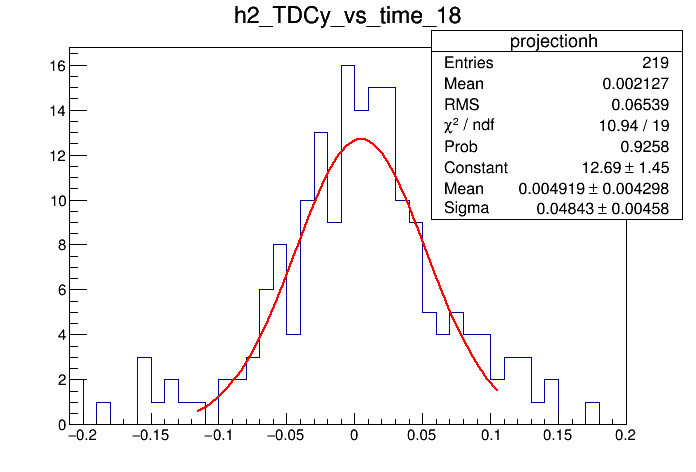 h2_TDCy_vs_time_18
projectionh
Entries 219
Mean 0.002127
RMS 0.06539
χ² / ndf 10.94 / 19
Prob 0.9258
Constant 12.69 ± 1.45
Mean 0.004919 ± 0.004298
Sigma 0.04843 ± 0.00458
16
14
12
10
8
6
4
2
0
−0.2 −0.15 −0.1 −0.05 0 0.05 0.1 0.15 0.2